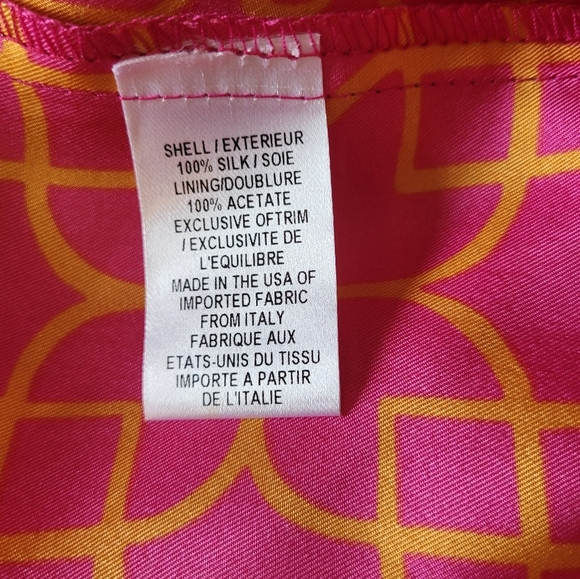 SHELL / EXTERIEUR
100% SILK / SOIE
LINING/DOUBLURE
100% ACETATE
EXCLUSIVE OFTRIM
/ EXCLUSIVITE DE
L'EQUILIBRE
MADE IN THE USA OF
IMPORTED FABRIC
FROM ITALY
FABRIQUE AUX
ETATS-UNIS DU TISSU
IMPORTE A PARTIR
DE L'ITALIE